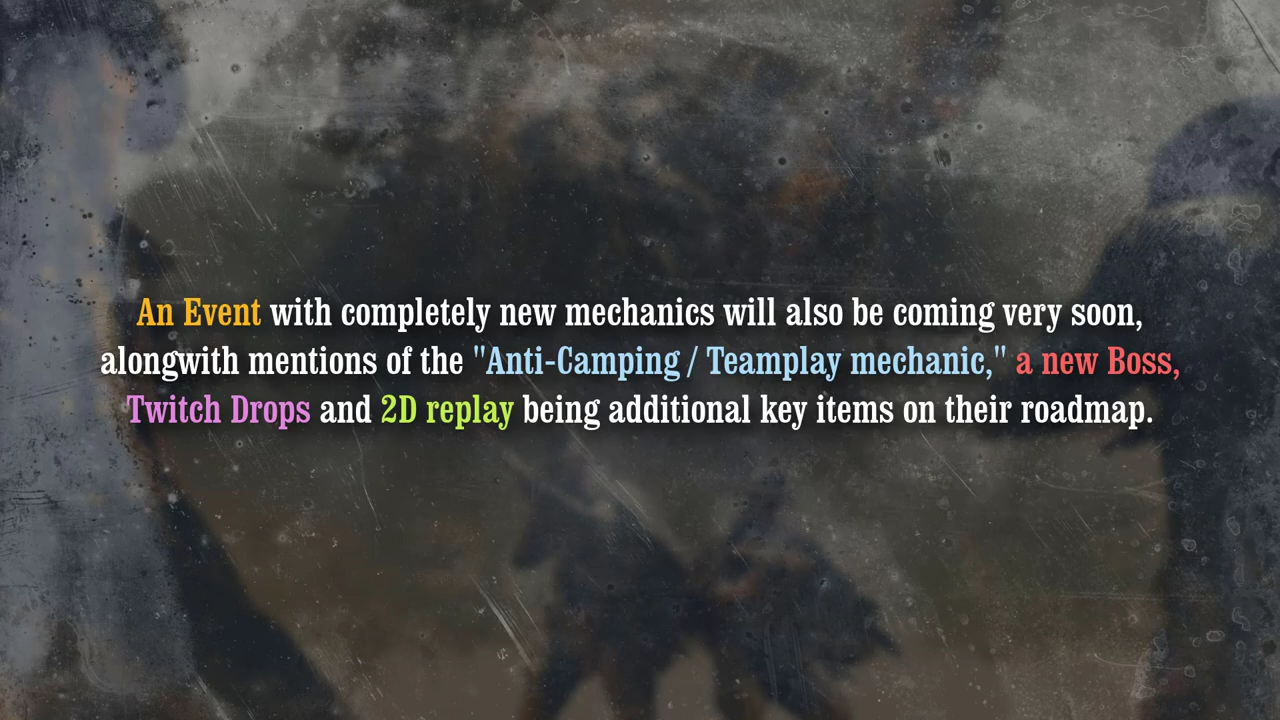 An Event with completely new mechanics will also be coming very soon,
alongwith mentions of the "Anti-Camping / Teamplay mechanic," a new Boss,
Twitch Drops and 2D replay being additional key items on their roadmap.